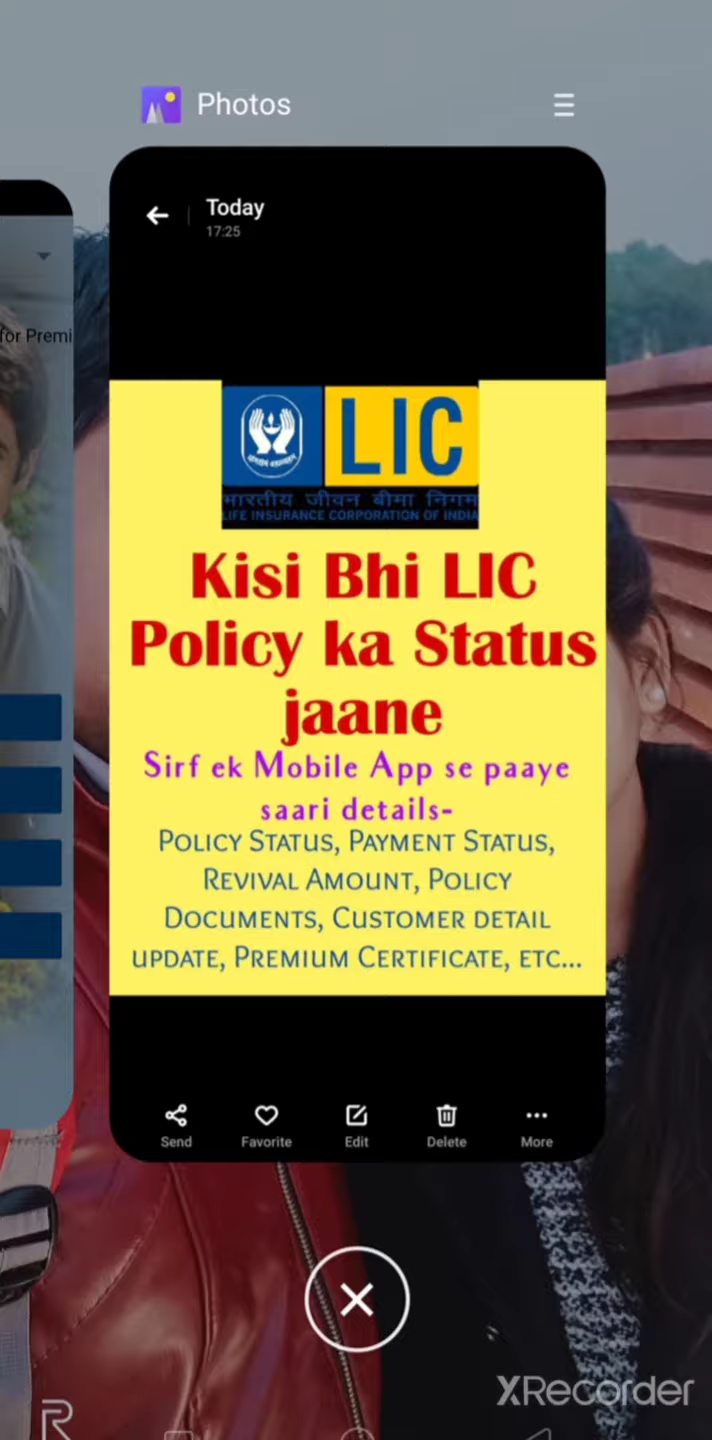 Photos
Today
17:25
for Premi
LIC
भारतीय जीवन बीमा निगम
LIFE INSURANCE CORPORATION OF INDIA
Kisi Bhi LIC
Policy ka Status
jaane
Sirf ek Mobile App se paaye
saari details-
Policy Status, Payment Status,
Revival Amount, Policy
Documents, Customer detail
update, Premium Certificate, etc...
Send Favorite Edit Delete More
XRecorder
R